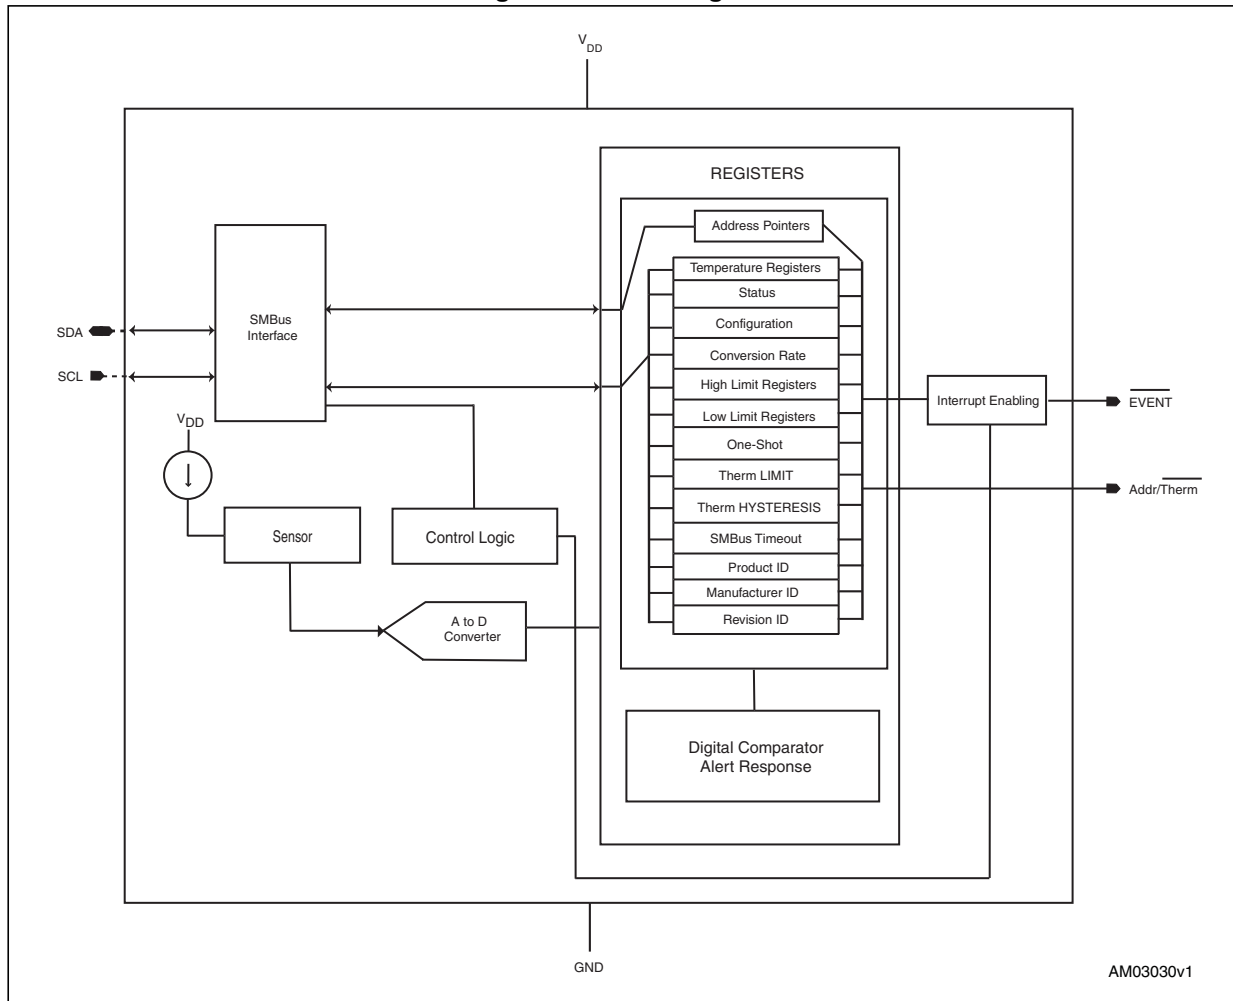 V_DD
REGISTERS
Address Pointers
Temperature Registers
Status
Configuration
Conversion Rate
High Limit Registers
Low Limit Registers
One-Shot
Therm LIMIT
Therm HYSTERESIS
SMBus Timeout
Product ID
Manufacturer ID
Revision ID
SMBus
Interface
SDA
SCL
V_DD
Sensor
Control Logic
A to D
Converter
Interrupt Enabling
EVENT
Addr/Therm
Digital Comparator
Alert Response
GND
AM03030v1